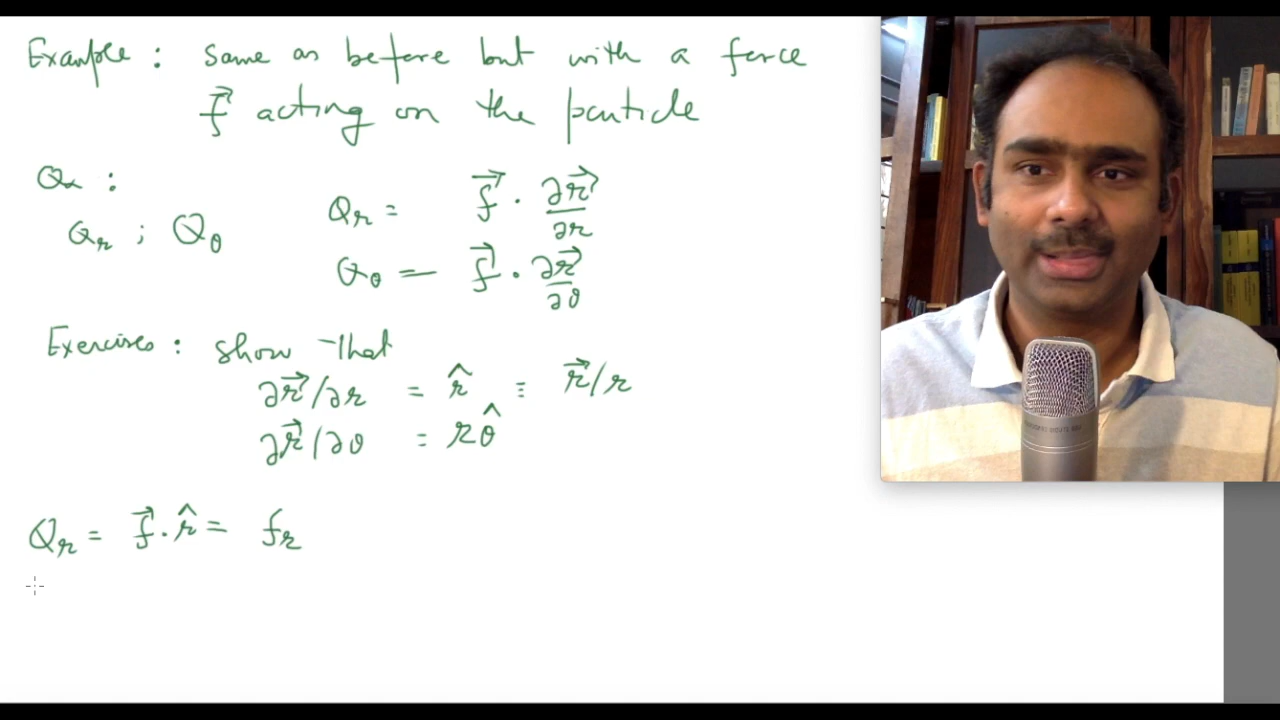 Example : same as before but with a force
f⃗ acting on the particle
Qα :
Qr ; Qθ
Qr = f⃗ · ∂r⃗/∂r
Qθ = f⃗ · ∂r⃗/∂θ
Exercises : show that
∂r⃗/∂r = r̂ ≡ r⃗/r
∂r⃗/∂θ = rθ̂
Qr = f⃗ · r̂ = fr